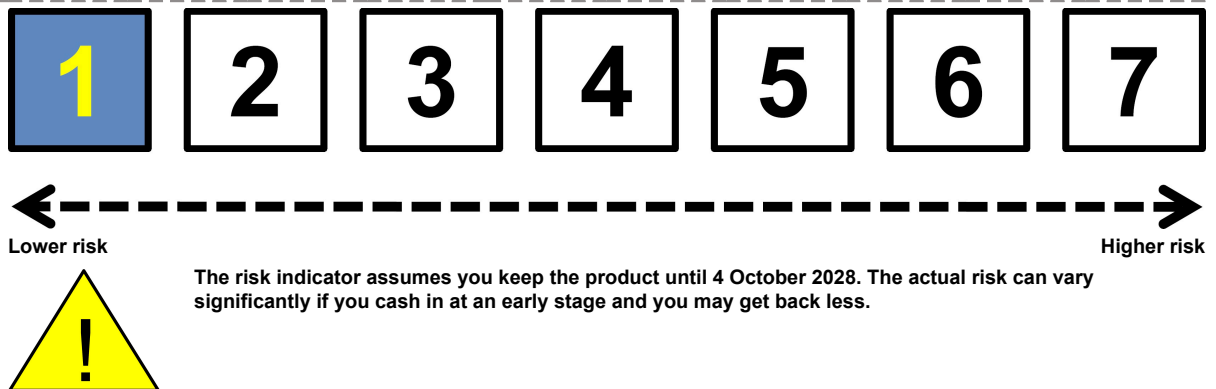 1 2 3 4 5 6 7
Lower risk Higher risk
The risk indicator assumes you keep the product until 4 October 2028. The actual risk can vary
significantly if you cash in at an early stage and you may get back less.
!